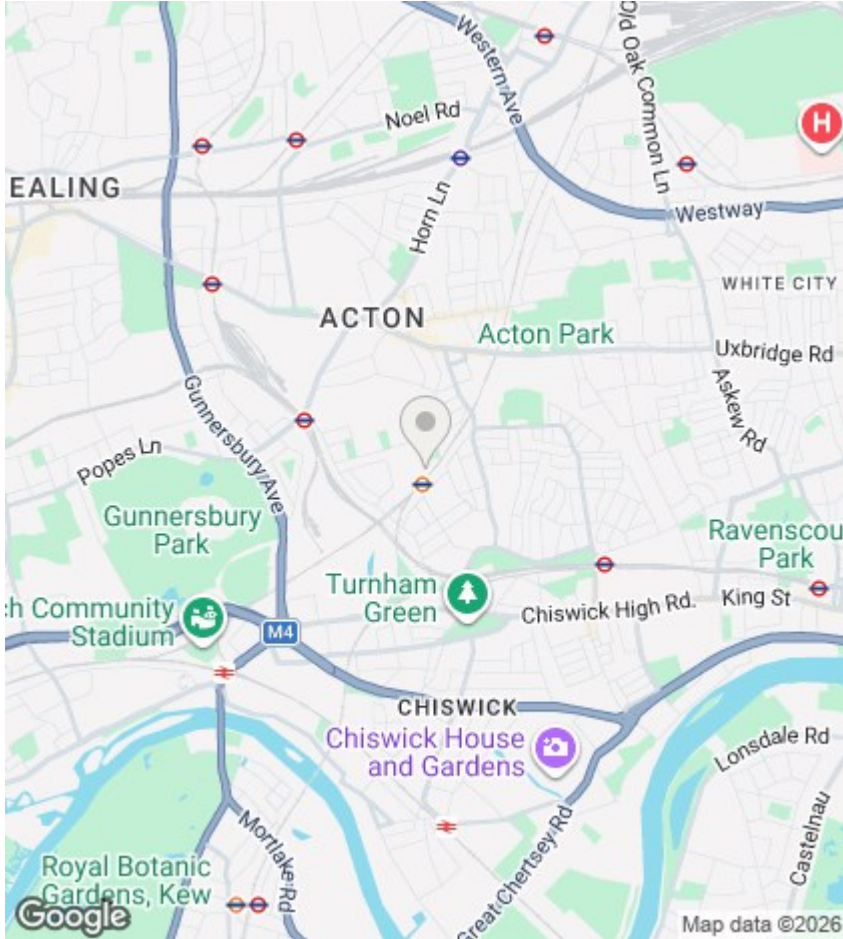 Old Oak Common Ln
Western Ave
Noel Rd
H
EALING
Horn Ln
Westway
WHITE CITY
ACTON
Acton Park
Uxbridge Rd
Askew Rd
Gunnersbury Ave
Popes Ln
Gunnersbury
Park
Ravenscou
Park
Turnham
Green
ch Community
Stadium
Chiswick High Rd.
King St
M4
CHISWICK
Chiswick House
and Gardens
Lonsdale Rd
Castelnau
Mortlake Rd
Great Chertsey Rd
Royal Botanic
Gardens, Kew
Google
Map data ©2026